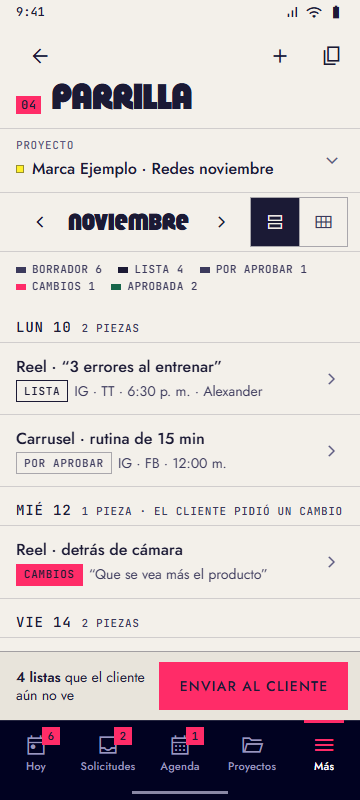 9:41
04 PARRILLA
PROYECTO
Marca Ejemplo · Redes noviembre
noviembre
BORRADOR 6 LISTA 4 POR APROBAR 1
CAMBIOS 1 APROBADA 2
LUN 10 2 PIEZAS
Reel · “3 errores al entrenar”
LISTA IG · TT · 6:30 p. m. · Alexander
Carrusel · rutina de 15 min
POR APROBAR IG · FB · 12:00 m.
MIÉ 12 1 PIEZA · EL CLIENTE PIDIÓ UN CAMBIO
Reel · detrás de cámara
CAMBIOS “Que se vea más el producto”
VIE 14 2 PIEZAS
4 listas que el cliente
aún no ve
ENVIAR AL CLIENTE
6 2 1
Hoy Solicitudes Agenda Proyectos Más